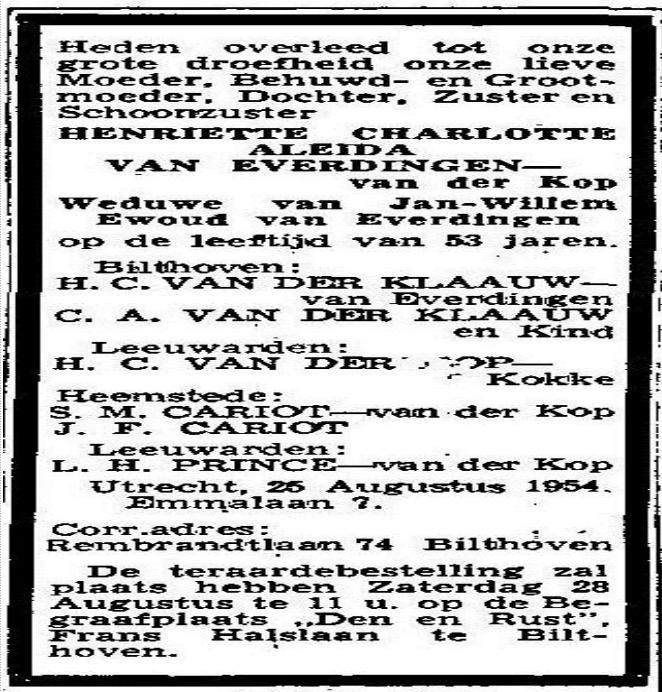 Heden overleed tot onze
grote droefheid onze lieve
Moeder, Behuwd- en Groot-
moeder, Dochter, Zuster en
Schoonzuster
HENRIETTE CHARLOTTE
ALEIDA
VAN EVERDINGEN—
van der Kop
Weduwe van Jan-Willem
Ewoud van Everdingen
op de leeftijd van 53 jaren.
Bilthoven:
H. C. VAN DER KLAAUW—
van Everdingen
C. A. VAN DER KLAAUW
en Kind
Leeuwarden:
H. C. VAN DER
Kokke
Heemstede:
S. M. CARIOT—van der Kop
J. F. CARIOT
Leeuwarden:
L. H. PRINCE—van der Kop
Utrecht, 25 Augustus 1954.
Emmalaan 7.
Corr.adres:
Rembrandtlaan 74 Bilthoven
De teraardebestelling zal
plaats hebben Zaterdag 28
Augustus te 11 u. op de Be-
graafplaats „Den en Rust”,
Frans Halslaan te Bilt-
hoven.